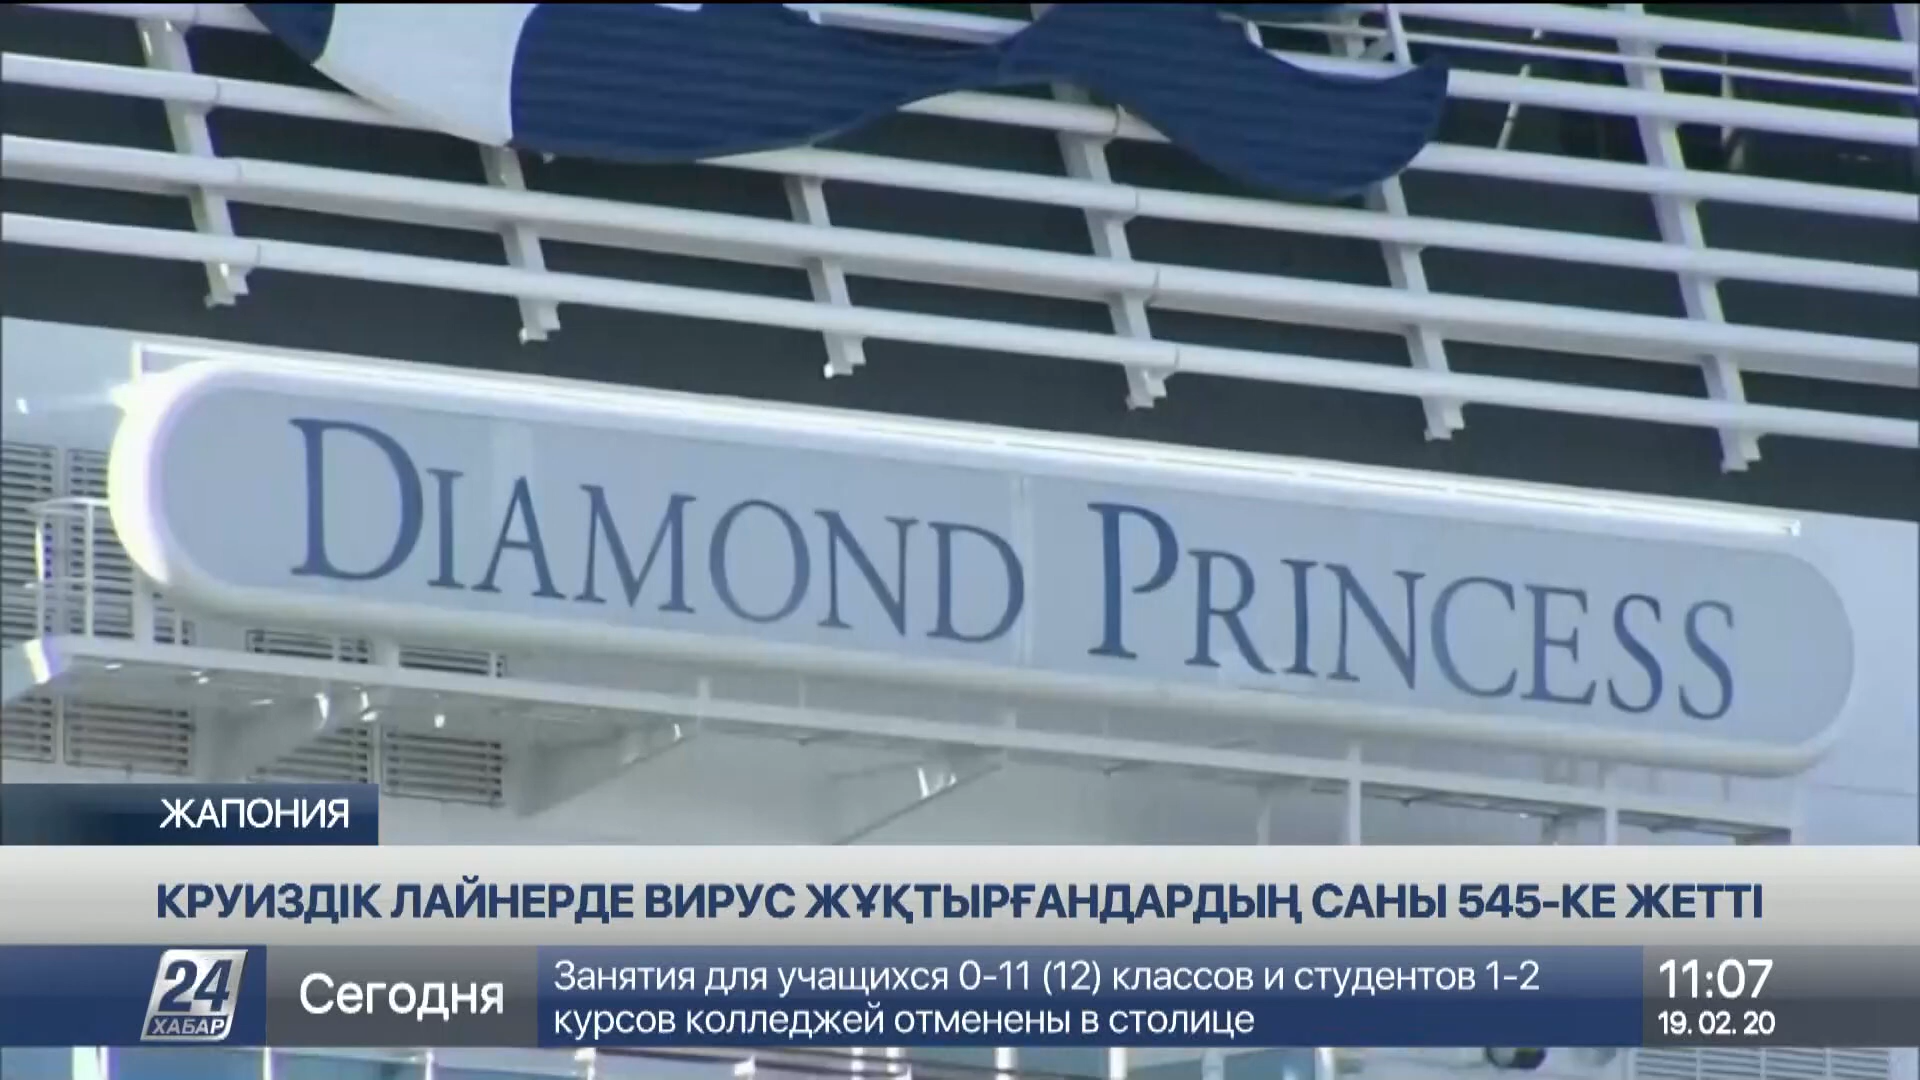 DIAMOND PRINCESS
ЖАПОНИЯ
КРУИЗДІК ЛАЙНЕРДЕ ВИРУС ЖҰҚТЫРҒАНДАРДЫҢ САНЫ 545-КЕ ЖЕТТІ
24
ХАБАР
Сегодня
Занятия для учащихся 0-11 (12) классов и студентов 1-2
курсов колледжей отменены в столице
11:07
19. 02. 20